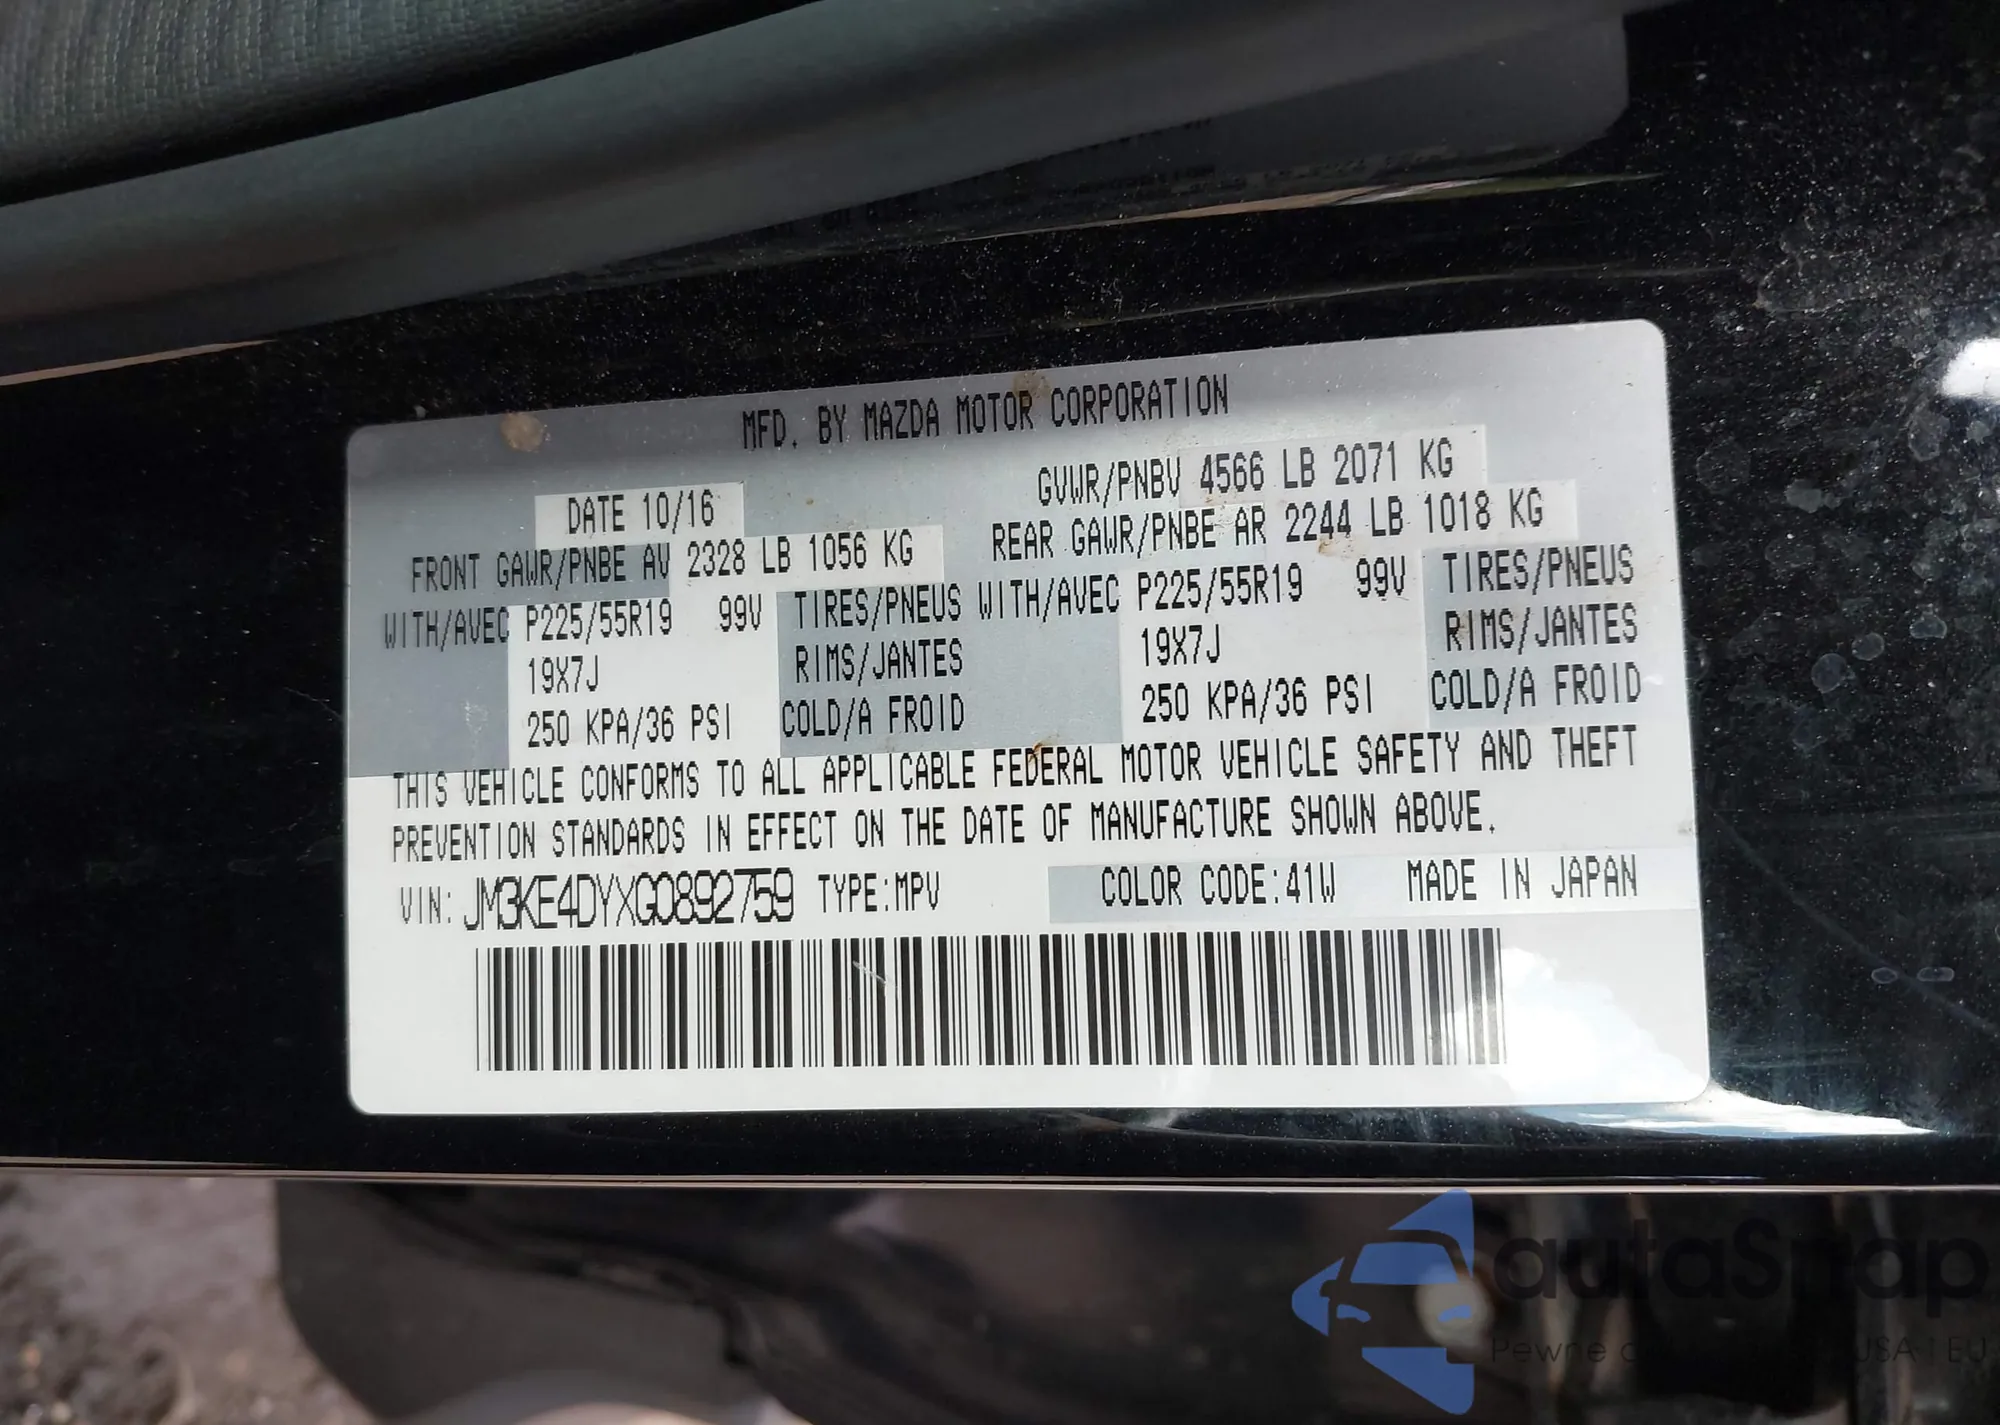 MFD. BY MAZDA MOTOR CORPORATION
DATE 10/16 GVWR/PNBV 4566 LB 2071 KG
FRONT GAWR/PNBE AV 2328 LB 1056 KG REAR GAWR/PNBE AR 2244 LB 1018 KG
WITH/AVEC P225/55R19 99V TIRES/PNEUS WITH/AVEC P225/55R19 99V TIRES/PNEUS
19X7J RIMS/JANTES 19X7J RIMS/JANTES
250 KPA/36 PSI COLD/A FROID 250 KPA/36 PSI COLD/A FROID
THIS VEHICLE CONFORMS TO ALL APPLICABLE FEDERAL MOTOR VEHICLE SAFETY AND THEFT
PREVENTION STANDARDS IN EFFECT ON THE DATE OF MANUFACTURE SHOWN ABOVE.
VIN: JM3KE4DYXG0892759 TYPE:MPV COLOR CODE:41W MADE IN JAPAN
Pewne USA i EU